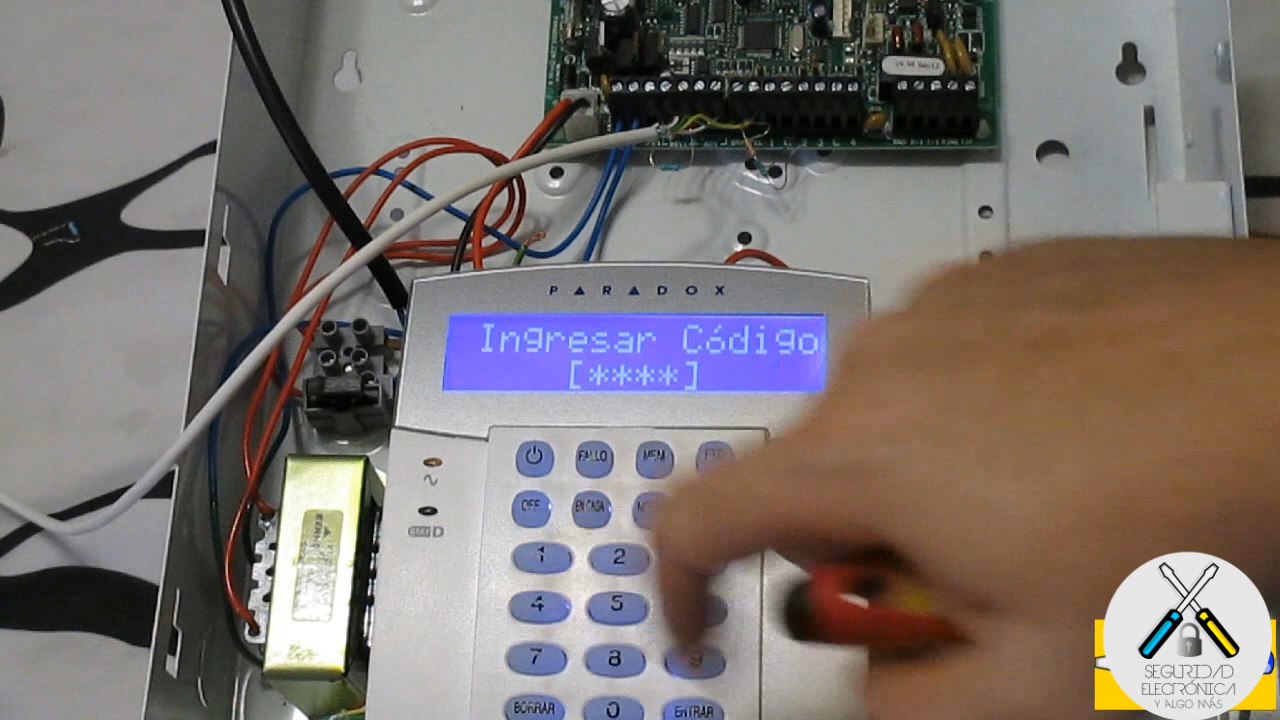 PARADOX
Ingresar Código
[****]
FALLO
MEM
OFF
EN CASA
STAY D
1
2
4
5
7
8
9
BORRAR
0
ENTRAR
SEGURIDAD
ELECTRÓNICA
Y ALGO MÁS